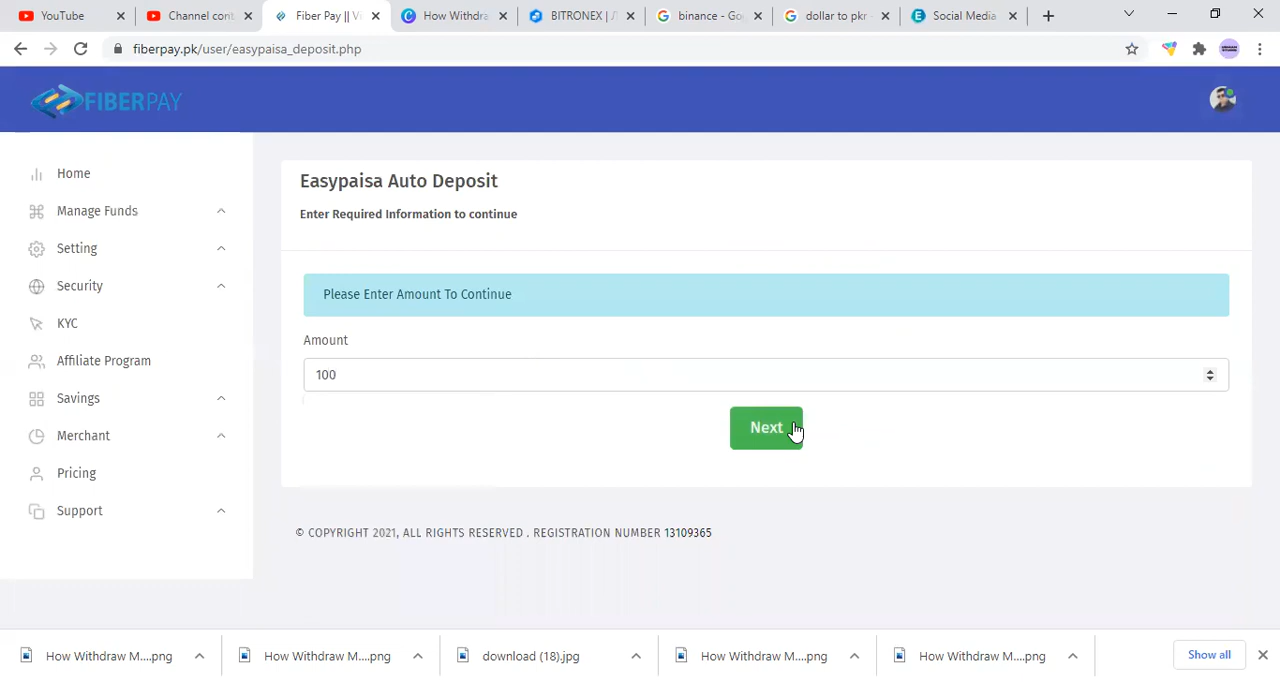 YouTube
Channel cont
Fiber Pay || Vi
How Withdra
BITRONEX | Л
binance - Goo
dollar to pkr -
Social Media
fiberpay.pk/user/easypaisa_deposit.php
FIBERPAY
Home
Manage Funds
Setting
Security
KYC
Affiliate Program
Savings
Merchant
Pricing
Support
Easypaisa Auto Deposit
Enter Required Information to continue
Please Enter Amount To Continue
Amount
100
Next
© COPYRIGHT 2021, ALL RIGHTS RESERVED . REGISTRATION NUMBER 13109365
How Withdraw M....png
How Withdraw M....png
download (18).jpg
How Withdraw M....png
How Withdraw M....png
Show all